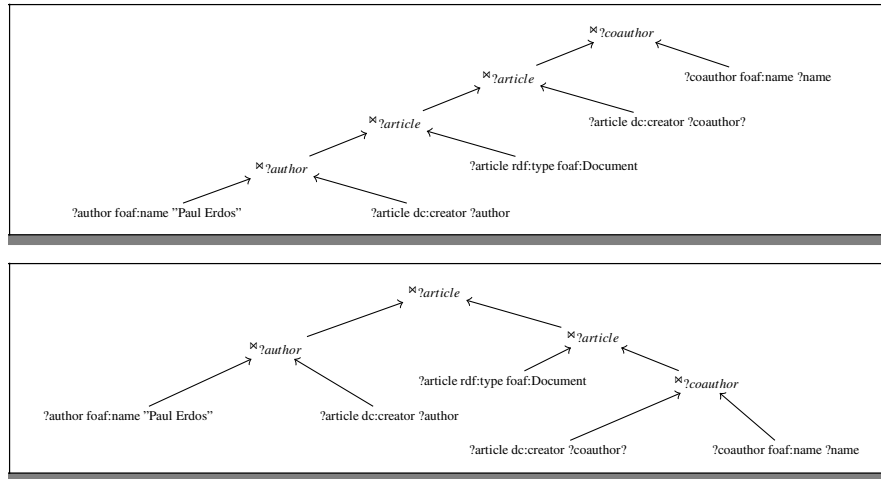 ⋈?coauthor
?coauthor foaf:name ?name
⋈?article
?article dc:creator ?coauthor?
⋈?article
?article rdf:type foaf:Document
⋈?author
?author foaf:name ”Paul Erdos”
?article dc:creator ?author
⋈?article
⋈?article
⋈?author
?article rdf:type foaf:Document
⋈?coauthor
?author foaf:name ”Paul Erdos”
?article dc:creator ?author
?article dc:creator ?coauthor?
?coauthor foaf:name ?name